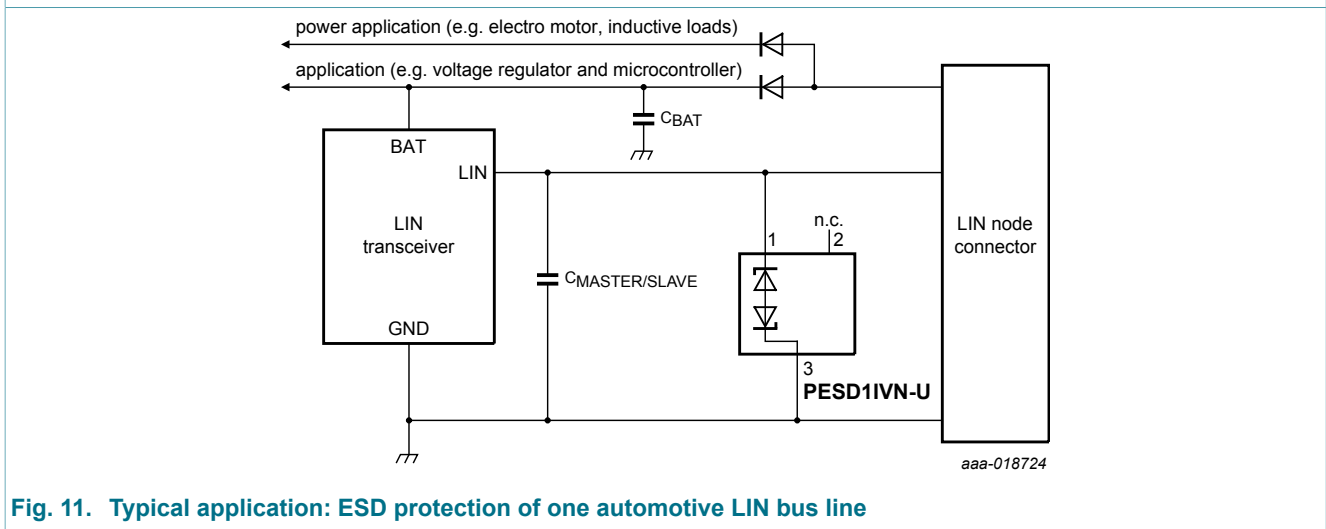 power application (e.g. electro motor, inductive loads)
application (e.g. voltage regulator and microcontroller)
CBAT
BAT
LIN
LIN
transceiver
GND
CMASTER/SLAVE
n.c.
1
2
3
PESD1IVN-U
LIN node
connector
aaa-018724
Fig. 11. Typical application: ESD protection of one automotive LIN bus line